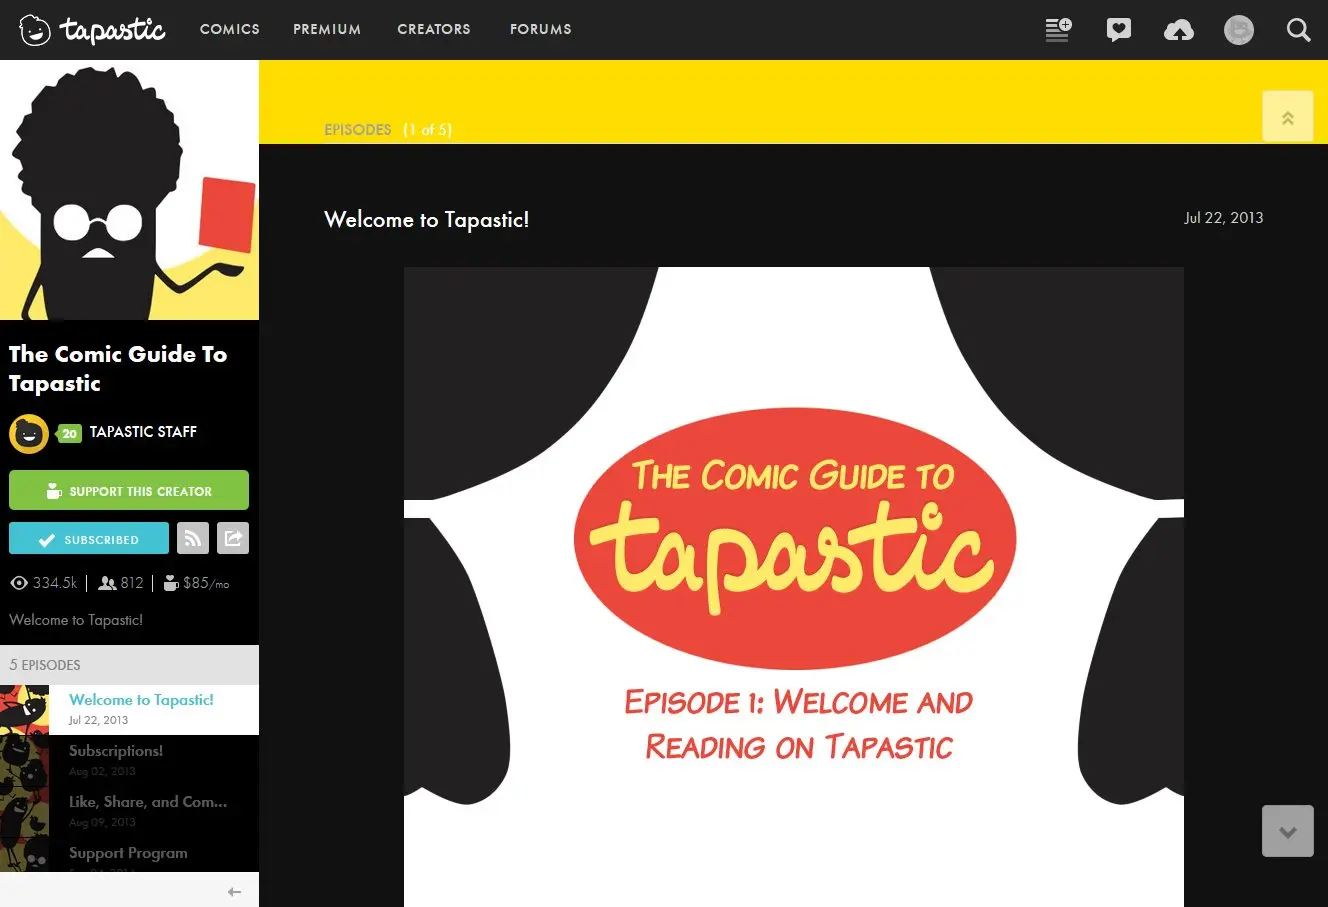 tapastic
COMICS
PREMIUM
CREATORS
FORUMS
EPISODES (1 of 5)
Welcome to Tapastic!
Jul 22, 2013
THE COMIC GUIDE TO
tapastic
EPISODE 1: WELCOME AND
READING ON TAPASTIC
The Comic Guide To
Tapastic
20 TAPASTIC STAFF
SUPPORT THIS CREATOR
SUBSCRIBED
334.5k 812 $85/mo
Welcome to Tapastic!
5 EPISODES
Welcome to Tapastic!
Jul 22, 2013
Subscriptions!
Aug 02, 2013
Like, Share, and Com...
Aug 09, 2013
Support Program